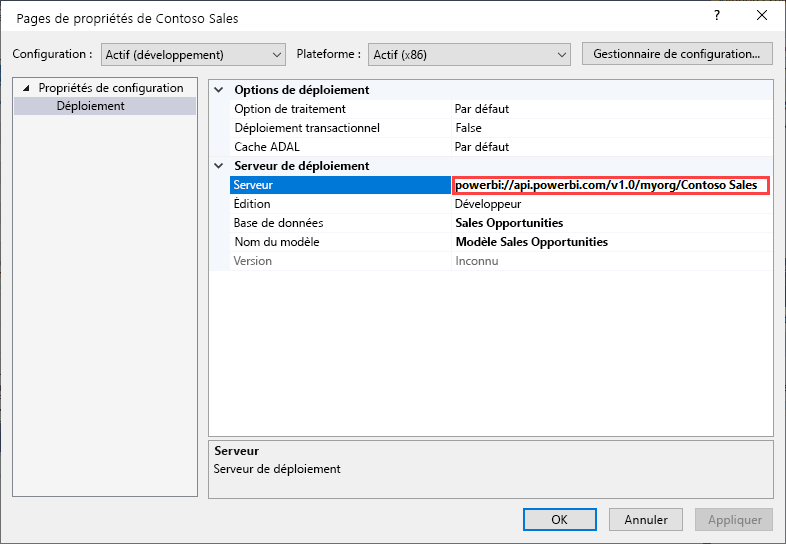 Pages de propriétés de Contoso Sales
?
Configuration : Actif (développement) Plateforme : Actif (x86) Gestionnaire de configuration...
Propriétés de configuration
Déploiement
Options de déploiement
Option de traitement Par défaut
Déploiement transactionnel False
Cache ADAL Par défaut
Serveur de déploiement
Serveur powerbi://api.powerbi.com/v1.0/myorg/Contoso Sales
Édition Développeur
Base de données Sales Opportunities
Nom du modèle Modèle Sales Opportunities
Version Inconnu
Serveur
Serveur de déploiement
OK Annuler Appliquer